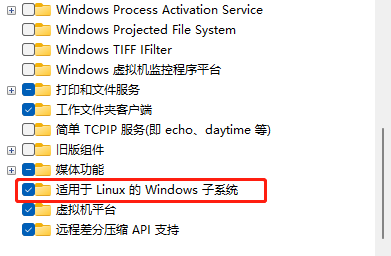 Windows Process Activation Service
Windows Projected File System
Windows TIFF IFilter
Windows 虚拟机监控程序平台
打印和文件服务
工作文件夹客户端
简单 TCPIP 服务(即 echo、daytime 等)
旧版组件
媒体功能
适用于 Linux 的 Windows 子系统
虚拟机平台
远程差分压缩 API 支持